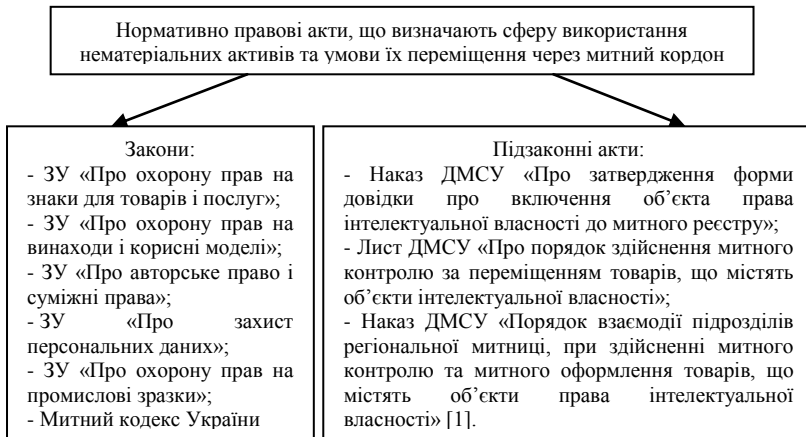 Нормативно правові акти, що визначають сферу використання
нематеріальних активів та умови їх переміщення через митний кордон
Закони:
- ЗУ «Про охорону прав на
знаки для товарів і послуг»;
- ЗУ «Про охорону прав на
винаходи і корисні моделі»;
- ЗУ «Про авторське право і
суміжні права»;
- ЗУ «Про захист
персональних даних»;
- ЗУ «Про охорону прав на
промислові зразки»;
- Митний кодекс України
Підзаконні акти:
- Наказ ДМСУ «Про затвердження форми
довідки про включення об’єкта права
інтелектуальної власності до митного реєстру»;
- Лист ДМСУ «Про порядок здійснення митного
контролю за переміщенням товарів, що містять
об’єкти інтелектуальної власності»;
- Наказ ДМСУ «Порядок взаємодії підрозділів
регіональної митниці, при здійсненні митного
контролю та митного оформлення товарів, що
містять об’єкти права інтелектуальної
власності» [1].